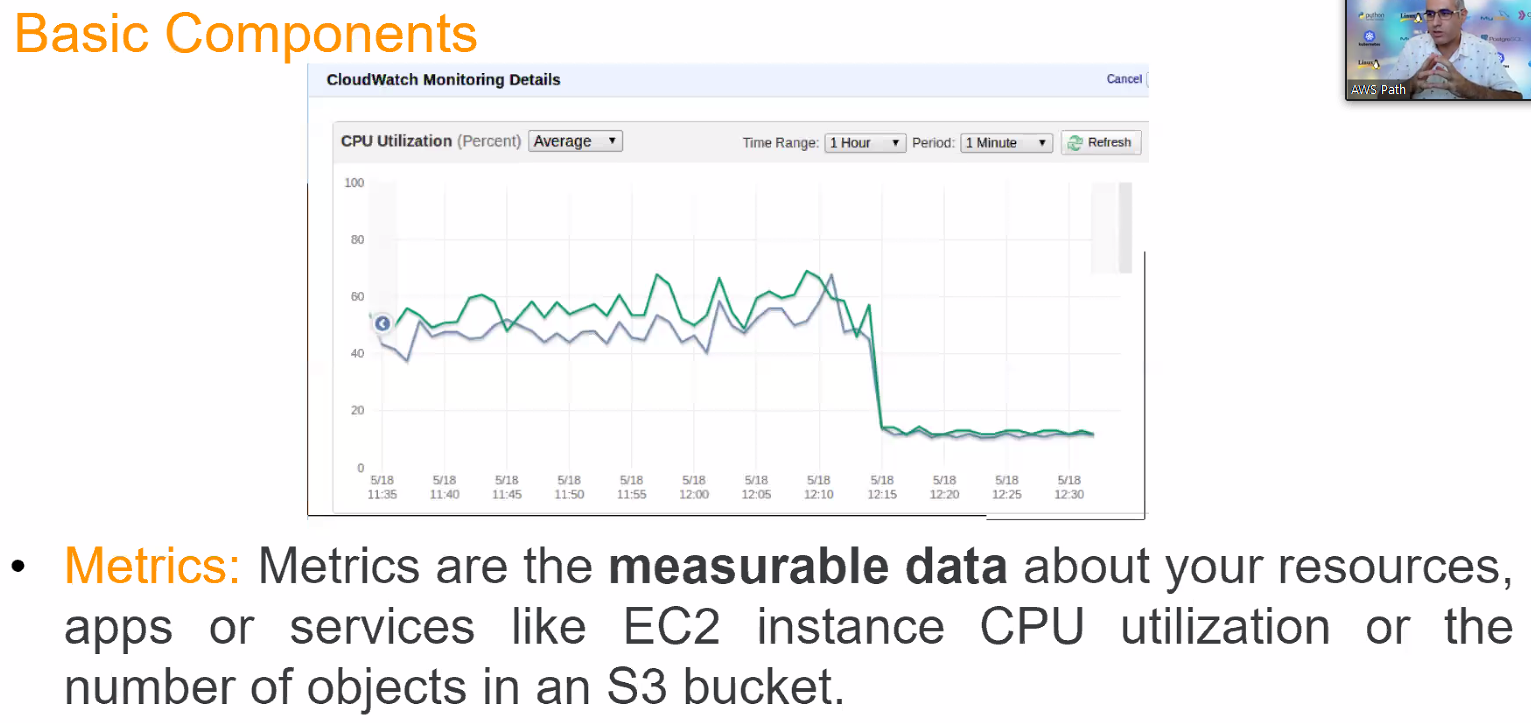 Basic Components
CloudWatch Monitoring Details
Cancel
AWS Path
python
Linux
kubernetes
PostgreSQL
Linux
CPU Utilization (Percent) Average ▼ Time Range: 1 Hour ▼ Period: 1 Minute ▼ Refresh
100
80
60
40
20
0
5/18 5/18 5/18 5/18 5/18 5/18 5/18 5/18 5/18 5/18 5/18 5/18
11:35 11:40 11:45 11:50 11:55 12:00 12:05 12:10 12:15 12:20 12:25 12:30
• Metrics: Metrics are the measurable data about your resources,
apps or services like EC2 instance CPU utilization or the
number of objects in an S3 bucket.